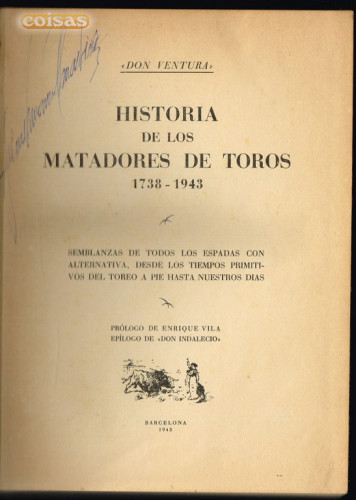 coisas
«DON VENTURA»
HISTORIA
DE LOS
MATADORES DE TOROS
1738 - 1943
SEMBLANZAS DE TODOS LOS ESPADAS CON
ALTERNATIVA, DESDE LOS TIEMPOS PRIMITI-
VOS DEL TOREO A PIE HASTA NUESTROS DIAS
PRÓLOGO DE ENRIQUE VILA
EPÍLOGO DE «DON INDALECIO»
BARCELONA
1943